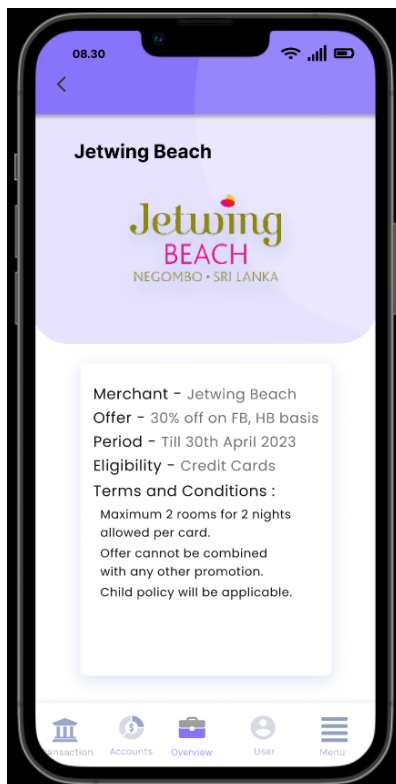 08.30
Jetwing Beach
Jetwing
BEACH
NEGOMBO • SRI LANKA
Merchant - Jetwing Beach
Offer - 30% off on FB, HB basis
Period - Till 30th April 2023
Eligibility - Credit Cards
Terms and Conditions :
Maximum 2 rooms for 2 nights
allowed per card.
Offer cannot be combined
with any other promotion.
Child policy will be applicable.
ansaction Accounts Overview User Menu